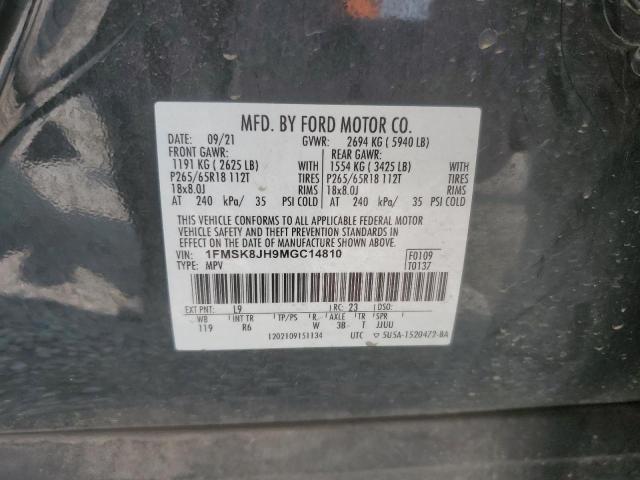 MFD. BY FORD MOTOR CO.
DATE: 09/21 GVWR: 2694 KG ( 5940 LB)
FRONT GAWR: REAR GAWR:
1191 KG ( 2625 LB) WITH 1554 KG ( 3425 LB) WITH
P265/65R18 112T TIRES P265/65R18 112T TIRES
18x8.0J RIMS 18x8.0J RIMS
AT 240 kPa/ 35 PSI COLD AT 240 kPa/ 35 PSI COLD
THIS VEHICLE CONFORMS TO ALL APPLICABLE FEDERAL MOTOR
VEHICLE SAFETY AND BUMPER AND THEFT PREVENTION STANDARDS IN
EFFECT ON THE DATE OF MANUFACTURE SHOWN ABOVE.
VIN: 1FMSK8JH9MGC14810 F0109
TYPE: MPV T0137
EXT PNT: L9 RC: 23 DSO:
WB INT TR TP/PS R. AXLE TR SPR
119 R6 W 3B T JJUU
1202109151134 UTC 5U5A-1520472-BA